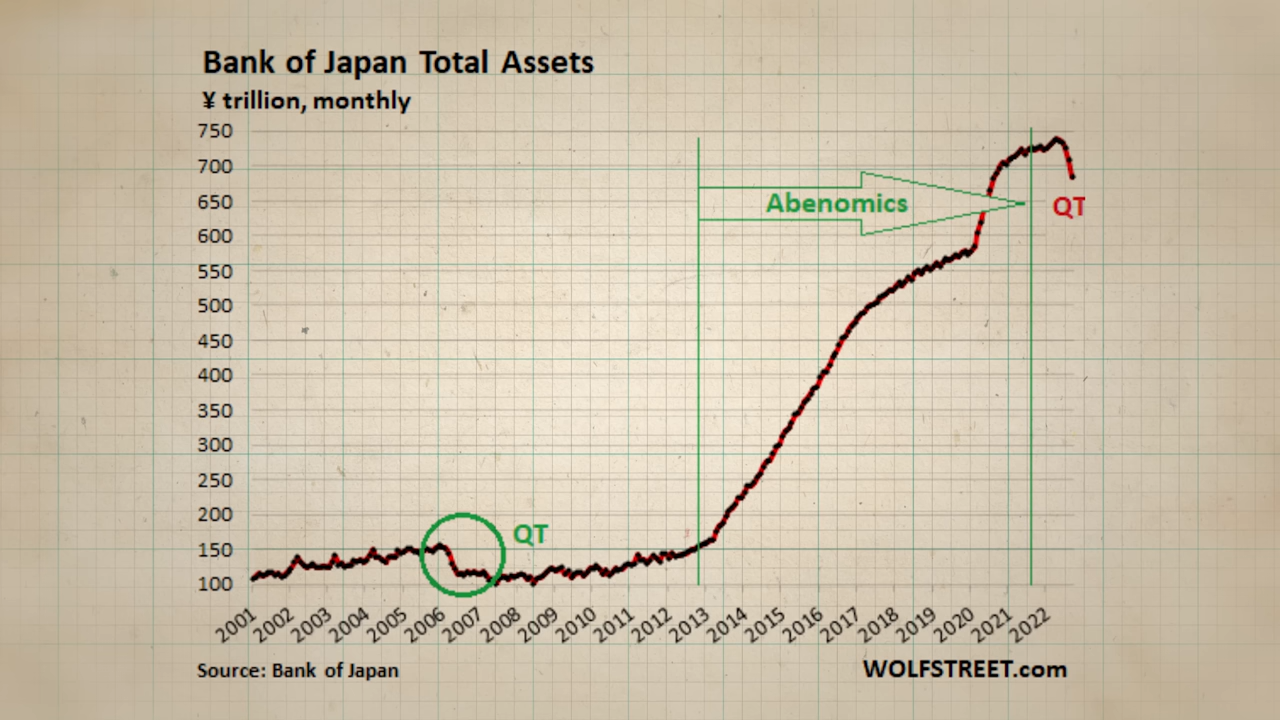 Bank of Japan Total Assets
¥ trillion, monthly
750
700
650
600
550
500
450
400
350
300
250
200
150
100
Abenomics
QT
QT
2001 2002 2003 2004 2005 2006 2007 2008 2009 2010 2011 2012 2013 2014 2015 2016 2017 2018 2019 2020 2021 2022
Source: Bank of Japan
WOLFSTREET.com